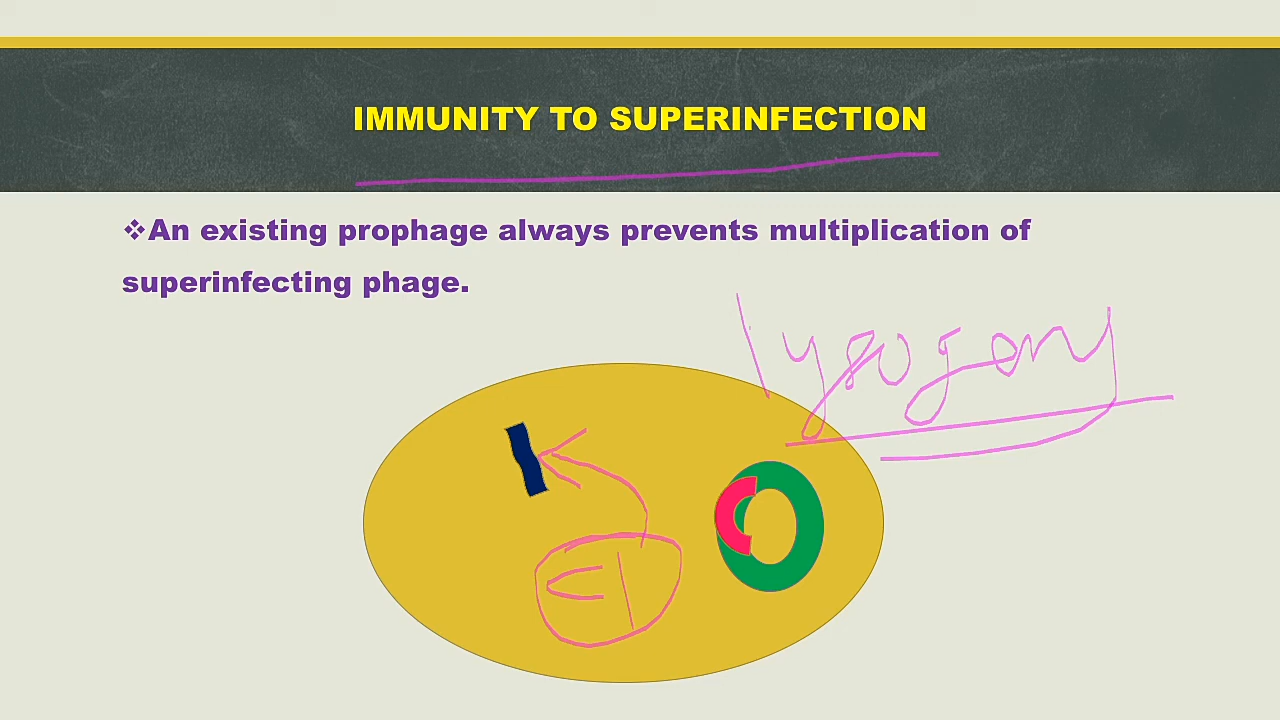 IMMUNITY TO SUPERINFECTION
❖An existing prophage always prevents multiplication of
superinfecting phage.
lysogeny